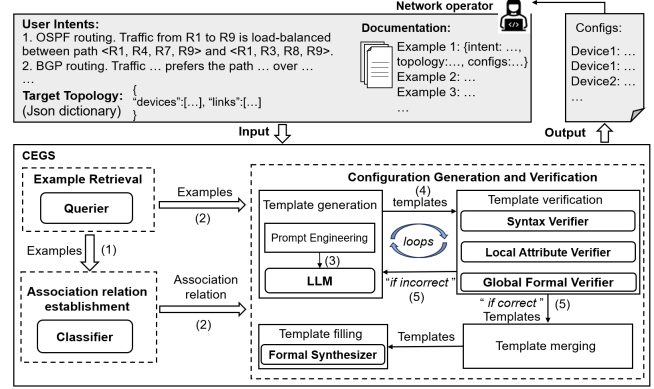 Network operator
User Intents:
1. OSPF routing. Traffic from R1 to R9 is load-balanced
between path <R1, R4, R7, R9> and <R1, R3, R8, R9>.
2. BGP routing. Traffic … prefers the path … over …
…
Target Topology:
(Json dictionary)
{
“devices":[…], “links":[…]
}
Documentation:
Example 1: {intent: …,
topology:…, configs:…}
Example 2: …
Example 3: …
…
Configs:
Device1: …
Device1: …
Device2: …
…
Input
Output
CEGS
Example Retrieval
Querier
Examples
(2)
Examples
(1)
Association relation
establishment
Classifier
Association
relation
(2)
Configuration Generation and Verification
Template generation
Prompt Engineering
(3)
LLM
(4)
templates
loops
“if incorrect”
(5)
Template verification
Syntax Verifier
Local Attribute Verifier
Global Formal Verifier
“ if correct ”
(5)
Templates
Template merging
Templates
Template filling
Formal Synthesizer